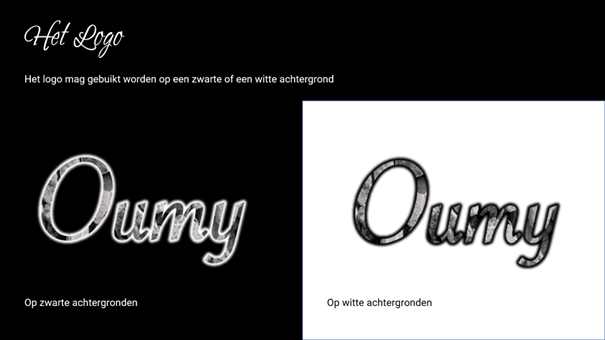 Het Logo
Het logo mag gebuikt worden op een zwarte of een witte achtergrond
Oumy
Oumy
Op zwarte achtergronden
Op witte achtergronden